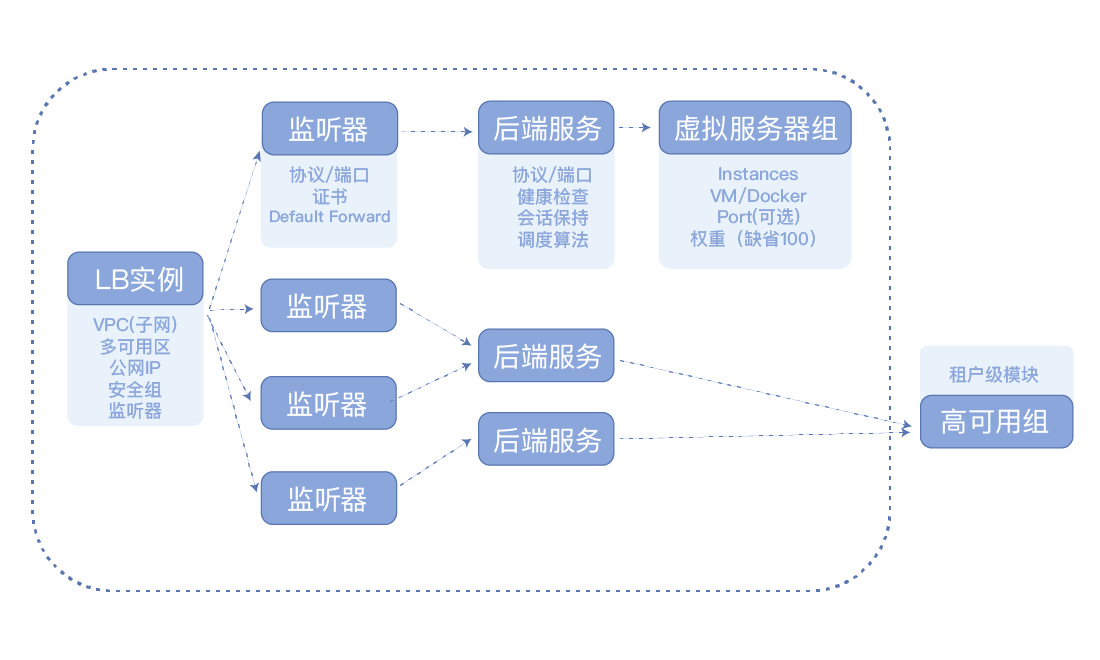 LB实例
VPC(子网)
多可用区
公网IP
安全组
监听器
监听器
协议/端口
证书
Default Forward
监听器
监听器
监听器
后端服务
协议/端口
健康检查
会话保持
调度算法
后端服务
后端服务
虚拟服务器组
Instances
VM/Docker
Port(可选)
权重（缺省100）
租户级模块
高可用组